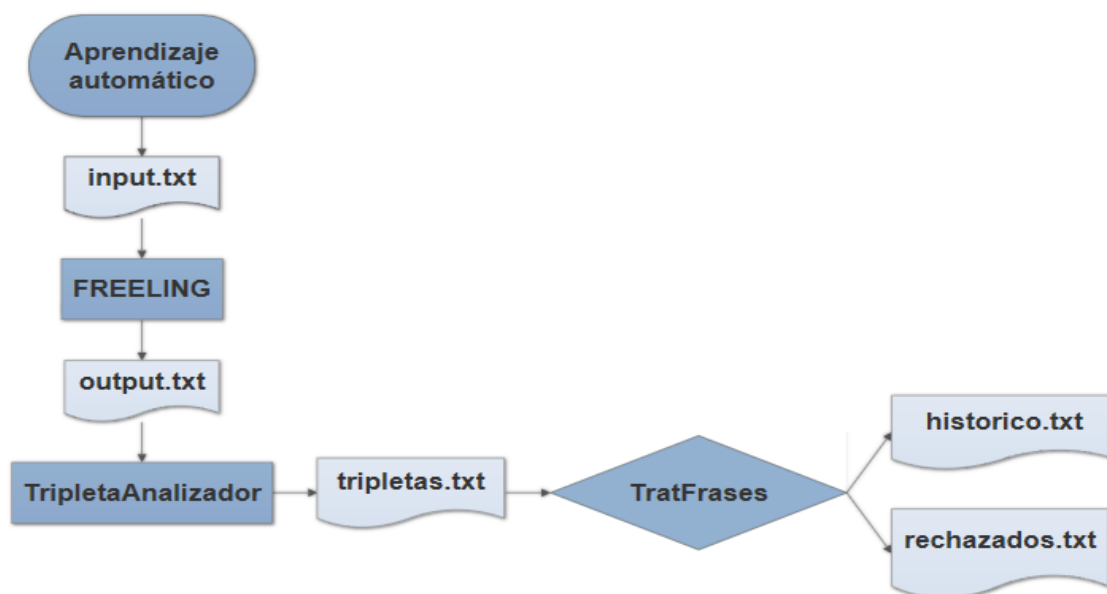 Aprendizaje
automático
input.txt
FREELING
output.txt
TripletaAnalizador
tripletas.txt
TratFrases
historico.txt
rechazados.txt